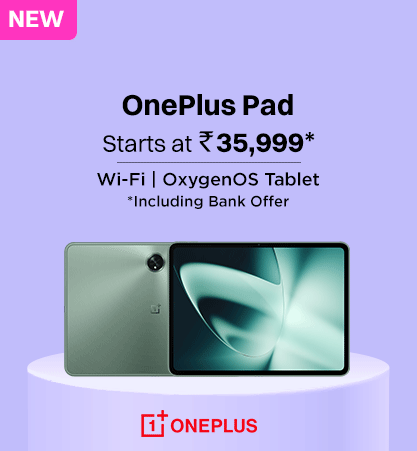 NEW
OnePlus Pad
Starts at ₹35,999*
Wi-Fi | OxygenOS Tablet
*Including Bank Offer
1+ ONEPLUS